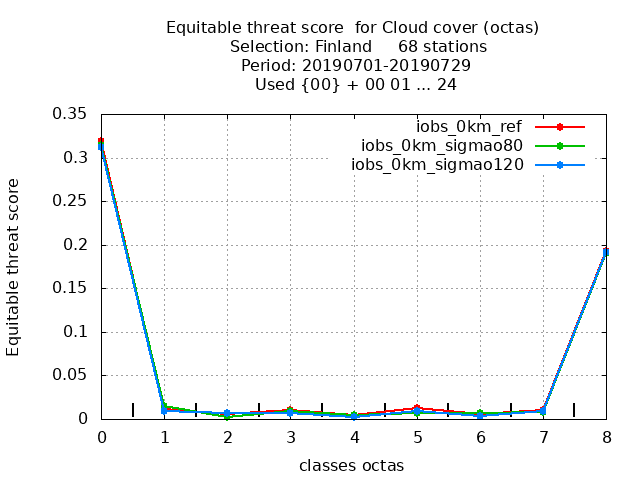 Equitable threat score  for Cloud cover (octas)
Selection: Finland     68 stations
Period: 20190701-20190729
Used {00} + 00 01 ... 24
iobs_0km_ref
iobs_0km_sigmao80
iobs_0km_sigmao120
Equitable threat score
0.35
0.3
0.25
0.2
0.15
0.1
0.05
0
0 1 2 3 4 5 6 7 8
classes octas